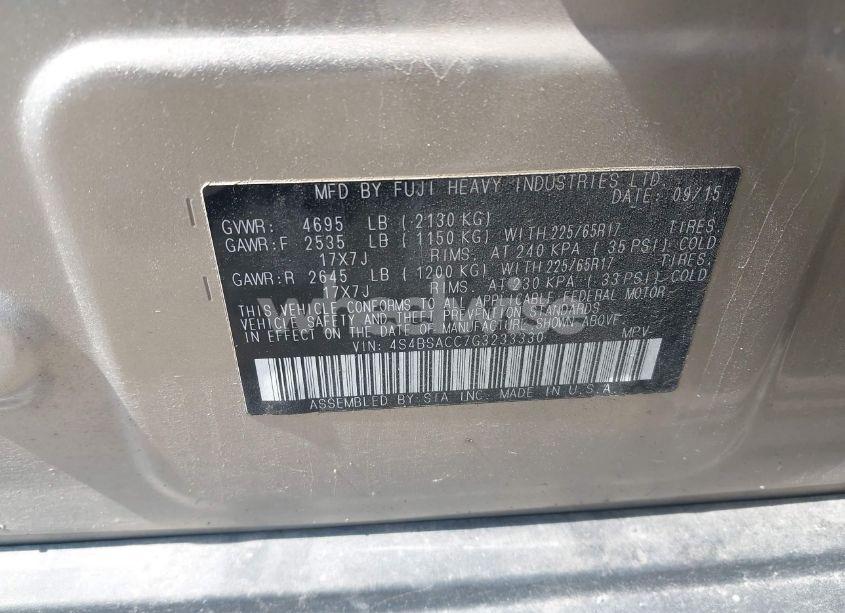 MFD BY FUJI HEAVY INDUSTRIES LTD.
DATE: 09/15
GVWR: 4695 LB ( 2130 KG)
GAWR:F 2535 LB ( 1150 KG) WITH 225/65R17 TIRES
17X7J RIMS. AT 240 KPA ( 35 PSI) COLD
GAWR:R 2645 LB ( 1200 KG) WITH 225/65R17 TIRES
17X7J RIMS. AT 230 KPA ( 33 PSI) COLD
THIS VEHICLE CONFORMS TO ALL APPLICABLE FEDERAL MOTOR
VEHICLE SAFETY AND THEFT PREVENTION STANDARDS
IN EFFECT ON THE DATE OF MANUFACTURE SHOWN ABOVE
VIN: 4S4BSACC7G3233330 MPV
ASSEMBLED BY SIA INC. MADE IN U.S.A.
wheelwise